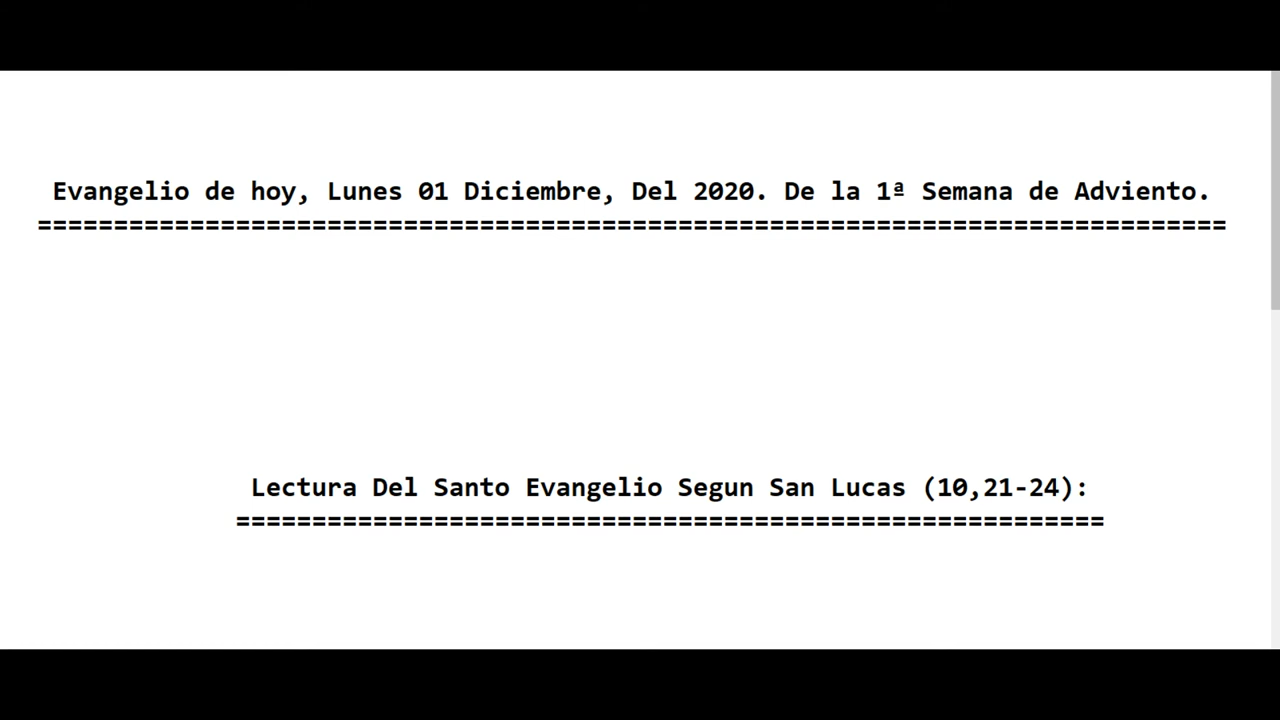 Evangelio de hoy, Lunes 01 Diciembre, Del 2020. De la 1ª Semana de Adviento.
==============================================================================
Lectura Del Santo Evangelio Segun San Lucas (10,21-24):
=========================================================